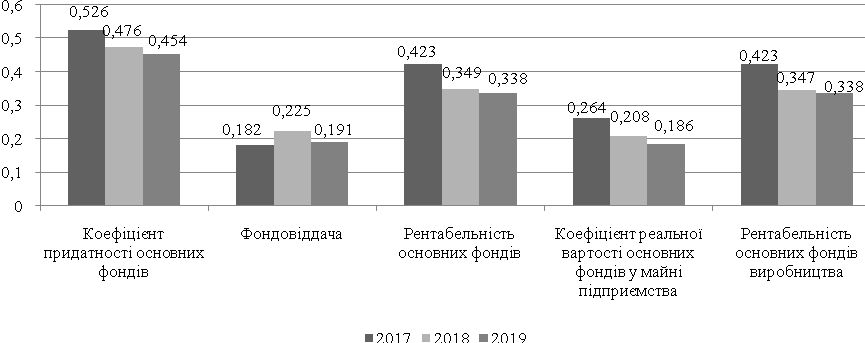 0,6
0,5
0,4
0,3
0,2
0,1
0
0,526
0,476
0,454
0,182
0,225
0,191
0,423
0,349
0,338
0,264
0,208
0,186
0,423
0,347
0,338
Коефіцієнт
придатності основних
фондів
Фондовіддача
Рентабельність
основних фондів
Коефіцієнт реальної
вартості основних
фондів у майні
підприємства
Рентабельність
основних фондів
виробництва
2017 2018 2019